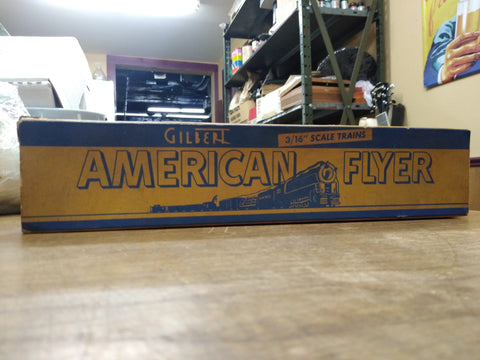 GILBERT
3/16" SCALE TRAINS
AMERICAN FLYER